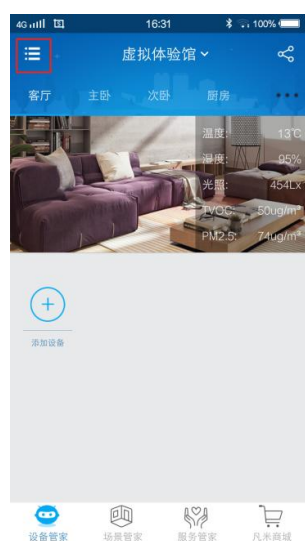 4G 16:31 100%
虚拟体验馆
客厅 主卧 次卧 厨房
温度: 13℃
湿度: 95%
光照: 454Lx
TVOC: 50ug/m³
PM2.5: 74ug/m³
添加设备
设备管家 场景管家 服务管家 凡米商城